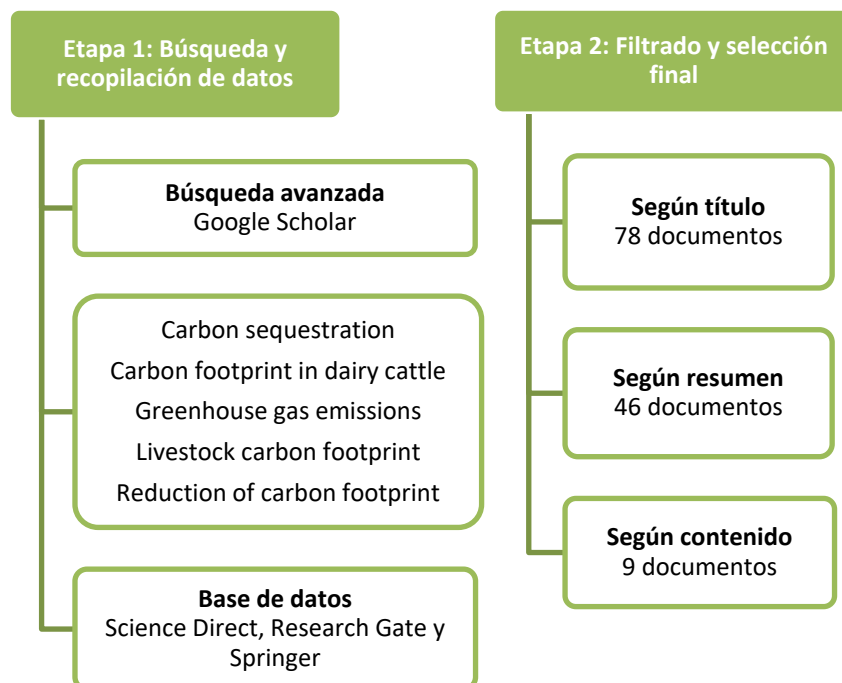 Etapa 1: Búsqueda y
recopilación de datos
Búsqueda avanzada
Google Scholar
Carbon sequestration
Carbon footprint in dairy cattle
Greenhouse gas emissions
Livestock carbon footprint
Reduction of carbon footprint
Base de datos
Science Direct, Research Gate y
Springer
Etapa 2: Filtrado y selección
final
Según título
78 documentos
Según resumen
46 documentos
Según contenido
9 documentos